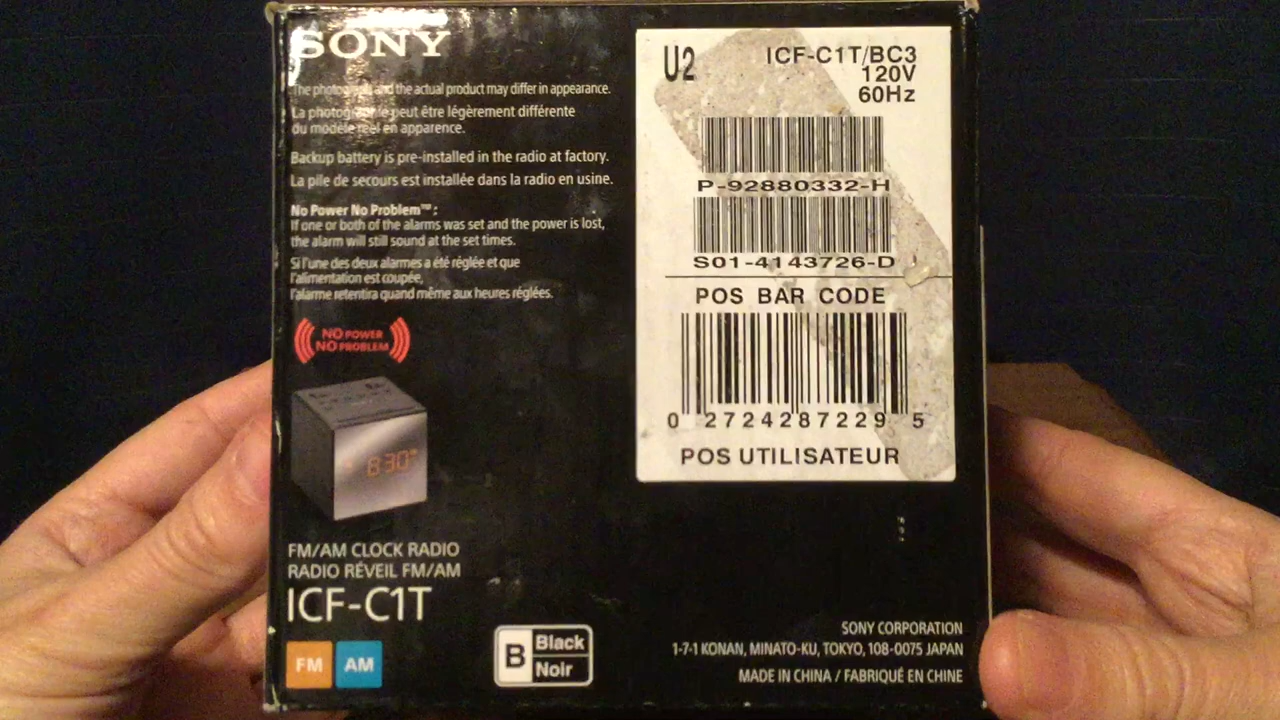 SONY
The photograph and the actual product may differ in appearance.
La photographie peut être légèrement différente
du modèle réel en apparence.
Backup battery is pre-installed in the radio at factory.
La pile de secours est installée dans la radio en usine.
No Power No Problem™ :
If one or both of the alarms was set and the power is lost,
the alarm will still sound at the set times.
Si l'une des deux alarmes a été réglée et que
l'alimentation est coupée,
l'alarme retentira quand même aux heures réglées.
NO POWER
NO PROBLEM
8:30
FM/AM CLOCK RADIO
RADIO RÉVEIL FM/AM
ICF-C1T
FM AM
B Black
Noir
U2
ICF-C1T/BC3
120V
60Hz
P-92880332-H
S01-4143726-D
POS BAR CODE
0 27242 87229 5
POS UTILISATEUR
SONY CORPORATION
1-7-1 KONAN, MINATO-KU, TOKYO, 108-0075 JAPAN
MADE IN CHINA / FABRIQUÉ EN CHINE